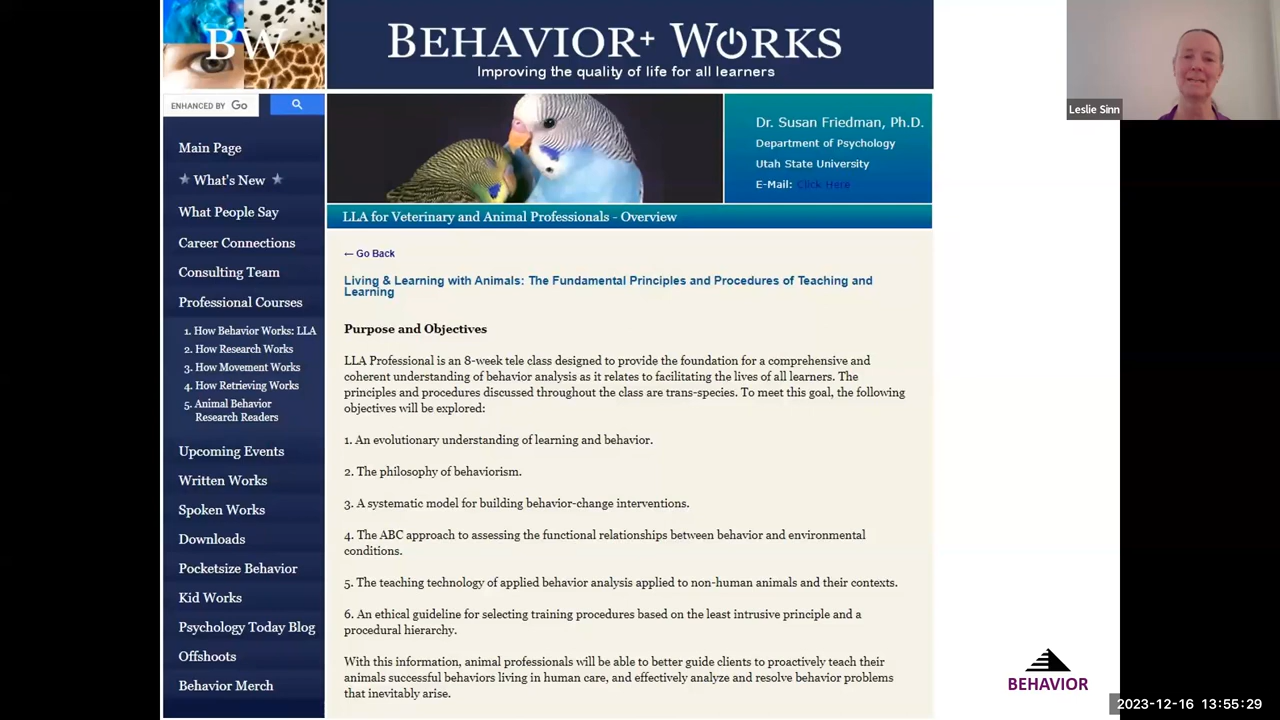 BW
BEHAVIOR+ WORKS
Improving the quality of life for all learners
Leslie Sinn
ENHANCED BY Go
Main Page
What's New
What People Say
Career Connections
Consulting Team
Professional Courses
1. How Behavior Works: LLA
2. How Research Works
3. How Movement Works
4. How Retrieving Works
5. Animal Behavior
Research Readers
Upcoming Events
Written Works
Spoken Works
Downloads
Pocketsize Behavior
Kid Works
Psychology Today Blog
Offshoots
Behavior Merch
Dr. Susan Friedman, Ph.D.
Department of Psychology
Utah State University
E-Mail: Click Here
LLA for Veterinary and Animal Professionals - Overview
← Go Back
Living & Learning with Animals: The Fundamental Principles and Procedures of Teaching and
Learning
Purpose and Objectives
LLA Professional is an 8-week tele class designed to provide the foundation for a comprehensive and
coherent understanding of behavior analysis as it relates to facilitating the lives of all learners. The
principles and procedures discussed throughout the class are trans-species. To meet this goal, the following
objectives will be explored:
1. An evolutionary understanding of learning and behavior.
2. The philosophy of behaviorism.
3. A systematic model for building behavior-change interventions.
4. The ABC approach to assessing the functional relationships between behavior and environmental
conditions.
5. The teaching technology of applied behavior analysis applied to non-human animals and their contexts.
6. An ethical guideline for selecting training procedures based on the least intrusive principle and a
procedural hierarchy.
With this information, animal professionals will be able to better guide clients to proactively teach their
animals successful behaviors living in human care, and effectively analyze and resolve behavior problems
that inevitably arise.
BEHAVIOR
2023-12-16 13:55:29